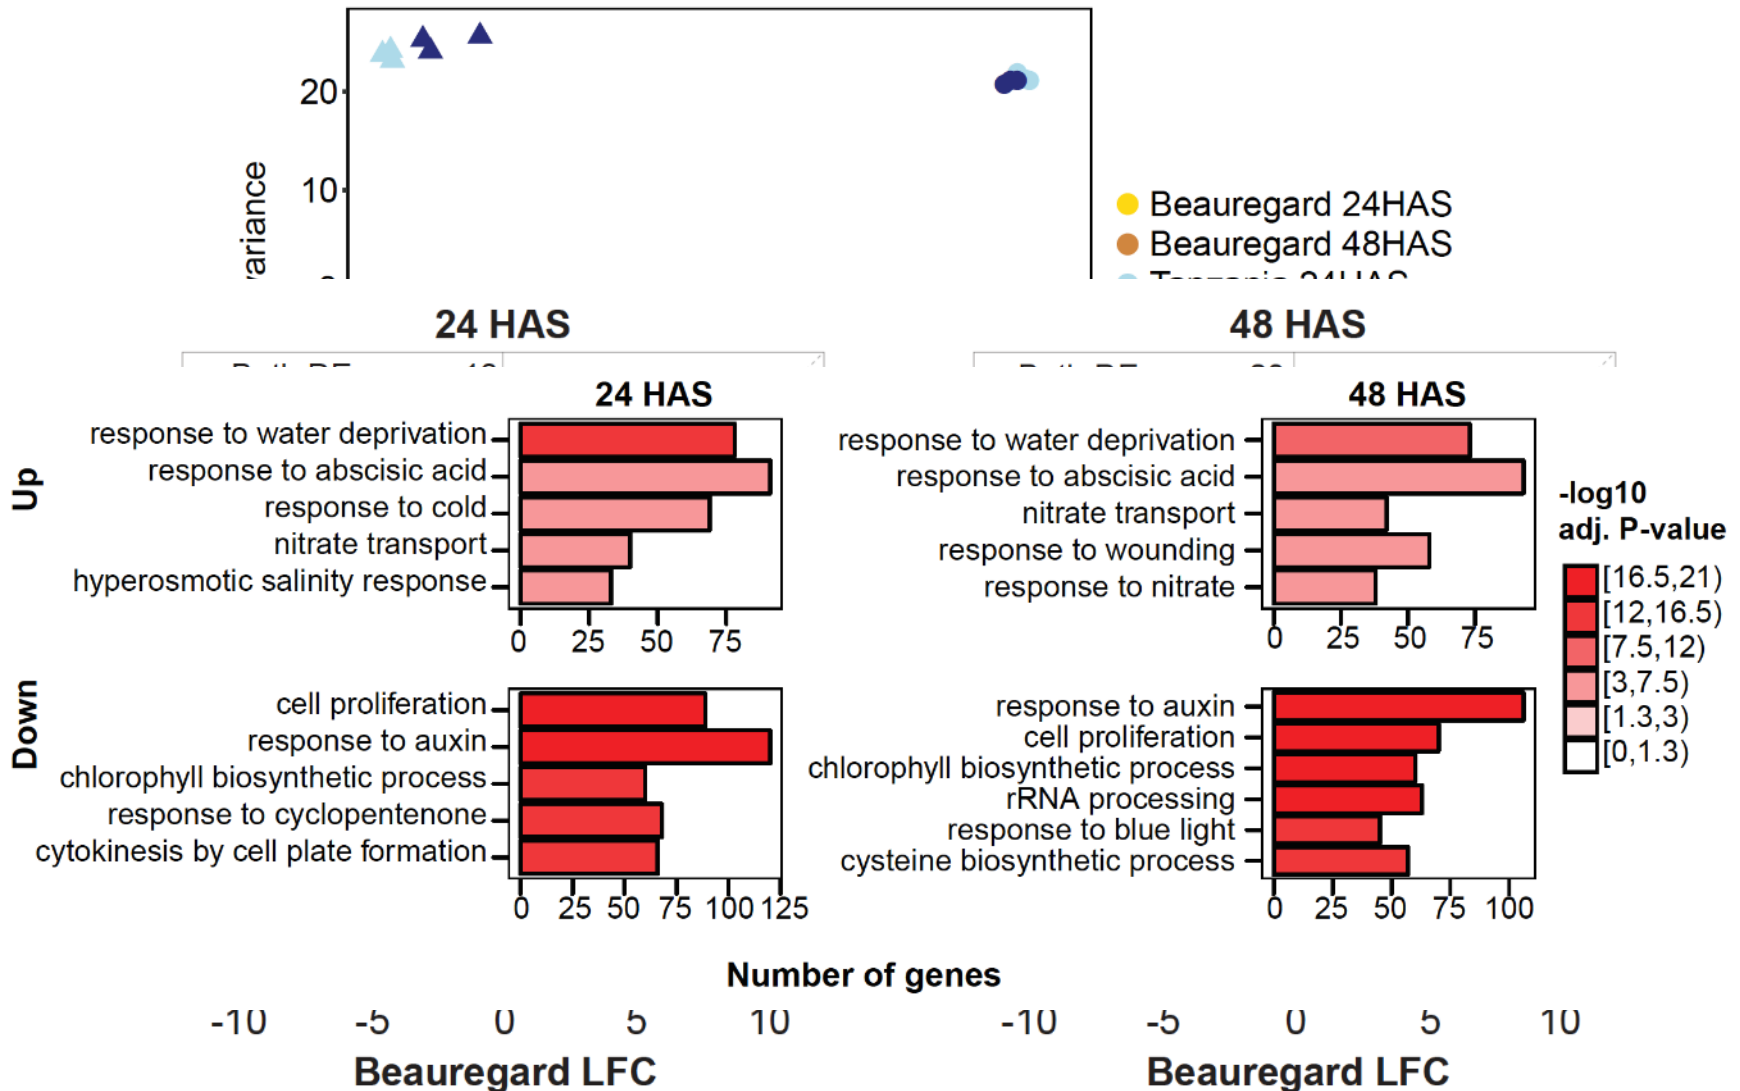 20
10
variance
Beauregard 24HAS
Beauregard 48HAS
Tanzania 24HAS
24 HAS
48 HAS
24 HAS
48 HAS
Up
response to water deprivation
response to abscisic acid
response to cold
nitrate transport
hyperosmotic salinity response
0 25 50 75
response to water deprivation
response to abscisic acid
nitrate transport
response to wounding
response to nitrate
0 25 50 75
-log10
adj. P-value
[16.5,21)
[12,16.5)
[7.5,12)
[3,7.5)
[1.3,3)
[0,1.3)
Down
cell proliferation
response to auxin
chlorophyll biosynthetic process
response to cyclopentenone
cytokinesis by cell plate formation
0 25 50 75 100 125
response to auxin
cell proliferation
chlorophyll biosynthetic process
rRNA processing
response to blue light
cysteine biosynthetic process
0 25 50 75 100
Number of genes
-10 -5 0 5 10
-10 -5 0 5 10
Beauregard LFC
Beauregard LFC